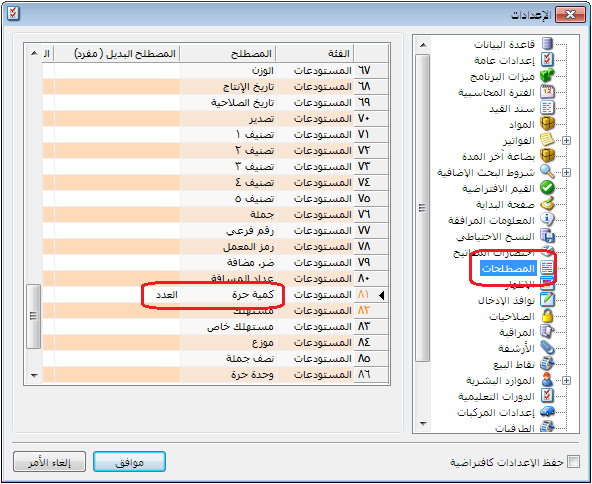 الإعدادات
قاعدة البيانات
إعدادات عامة
ميزات البرنامج
الفترة المحاسبية
سند القيد
المواد
الفواتير
بضاعة آخر المدة
شروط البحث الإضافية
القيم الافتراضية
صفحة البداية
المعلومات المرافقة
النسخ الاحتياطي
اختصارات المفاتيح
المصطلحات
الإظهار
نوافذ الإدخال
الصلاحيات
المراقبة
الأرشفة
نقاط البيع
الموارد البشرية
الدورات التعليمية
إعدادات المركبات
الطرفيات
الفئة المصطلح المصطلح البديل (مفرد) الـ
٦٧ المستودعات الوزن
٦٨ المستودعات تاريخ الإنتاج
٦٩ المستودعات تاريخ الصلاحية
٧٠ المستودعات تصدير
٧١ المستودعات تصنيف ١
٧٢ المستودعات تصنيف ٢
٧٣ المستودعات تصنيف ٣
٧٤ المستودعات تصنيف ٤
٧٥ المستودعات تصنيف ٥
٧٦ المستودعات جملة
٧٧ المستودعات رقم فرعي
٧٨ المستودعات رمز المعمل
٧٩ المستودعات ضر. مضافة
٨٠ المستودعات عداد المسافة
٨١ المستودعات كمية حرة العدد
٨٢ المستودعات مستهلك
٨٣ المستودعات مستهلك خاص
٨٤ المستودعات موزع
٨٥ المستودعات نصف جملة
٨٦ المستودعات وحدة حرة
حفظ الإعدادات كافتراضية
موافق
إلغاء الأمر